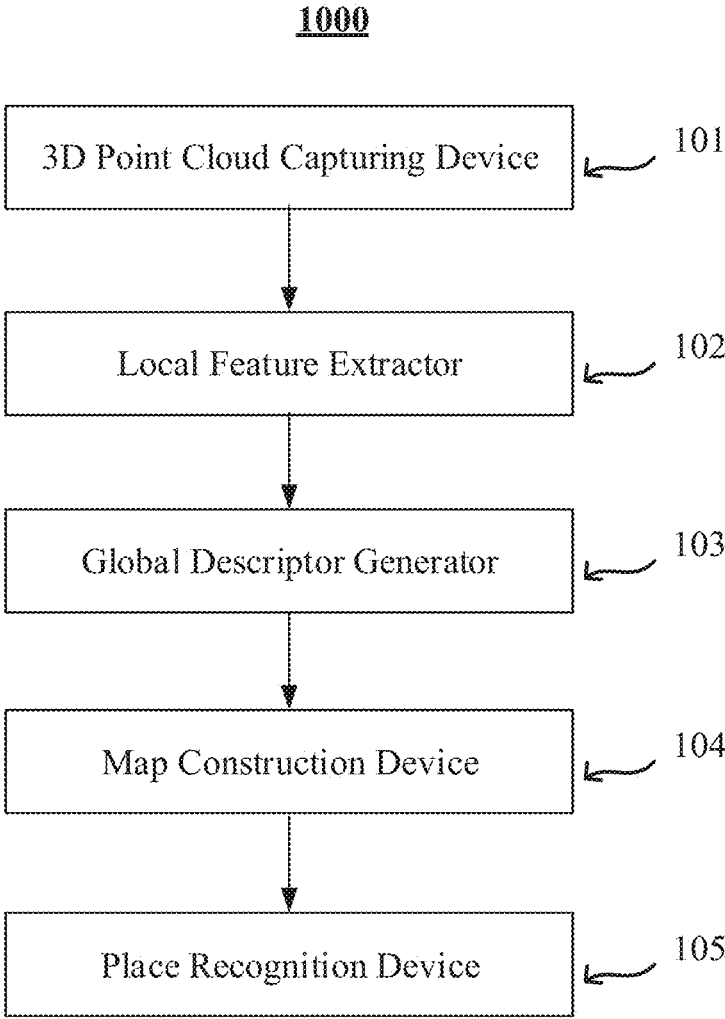 1000
3D Point Cloud Capturing Device
101
Local Feature Extractor
102
Global Descriptor Generator
103
Map Construction Device
104
Place Recognition Device
105